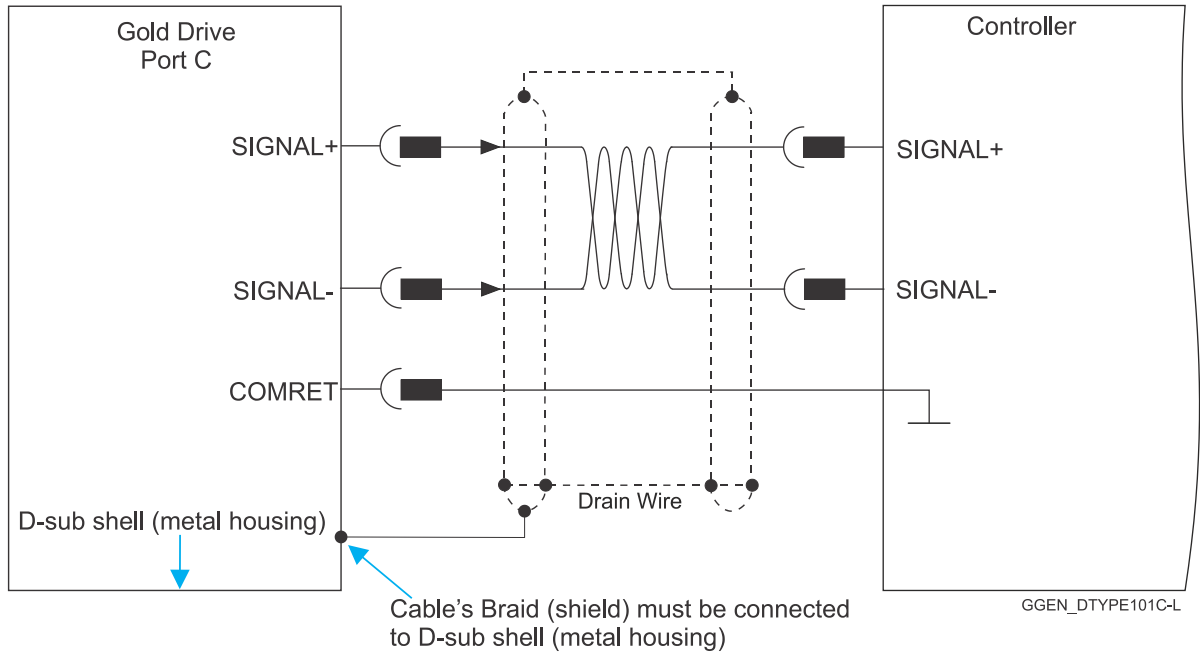 Gold Drive
Port C
Controller
SIGNAL+
SIGNAL+
SIGNAL-
SIGNAL-
COMRET
Drain Wire
D-sub shell (metal housing)
Cable's Braid (shield) must be connected
to D-sub shell (metal housing)
GGEN_DTYPE101C-L